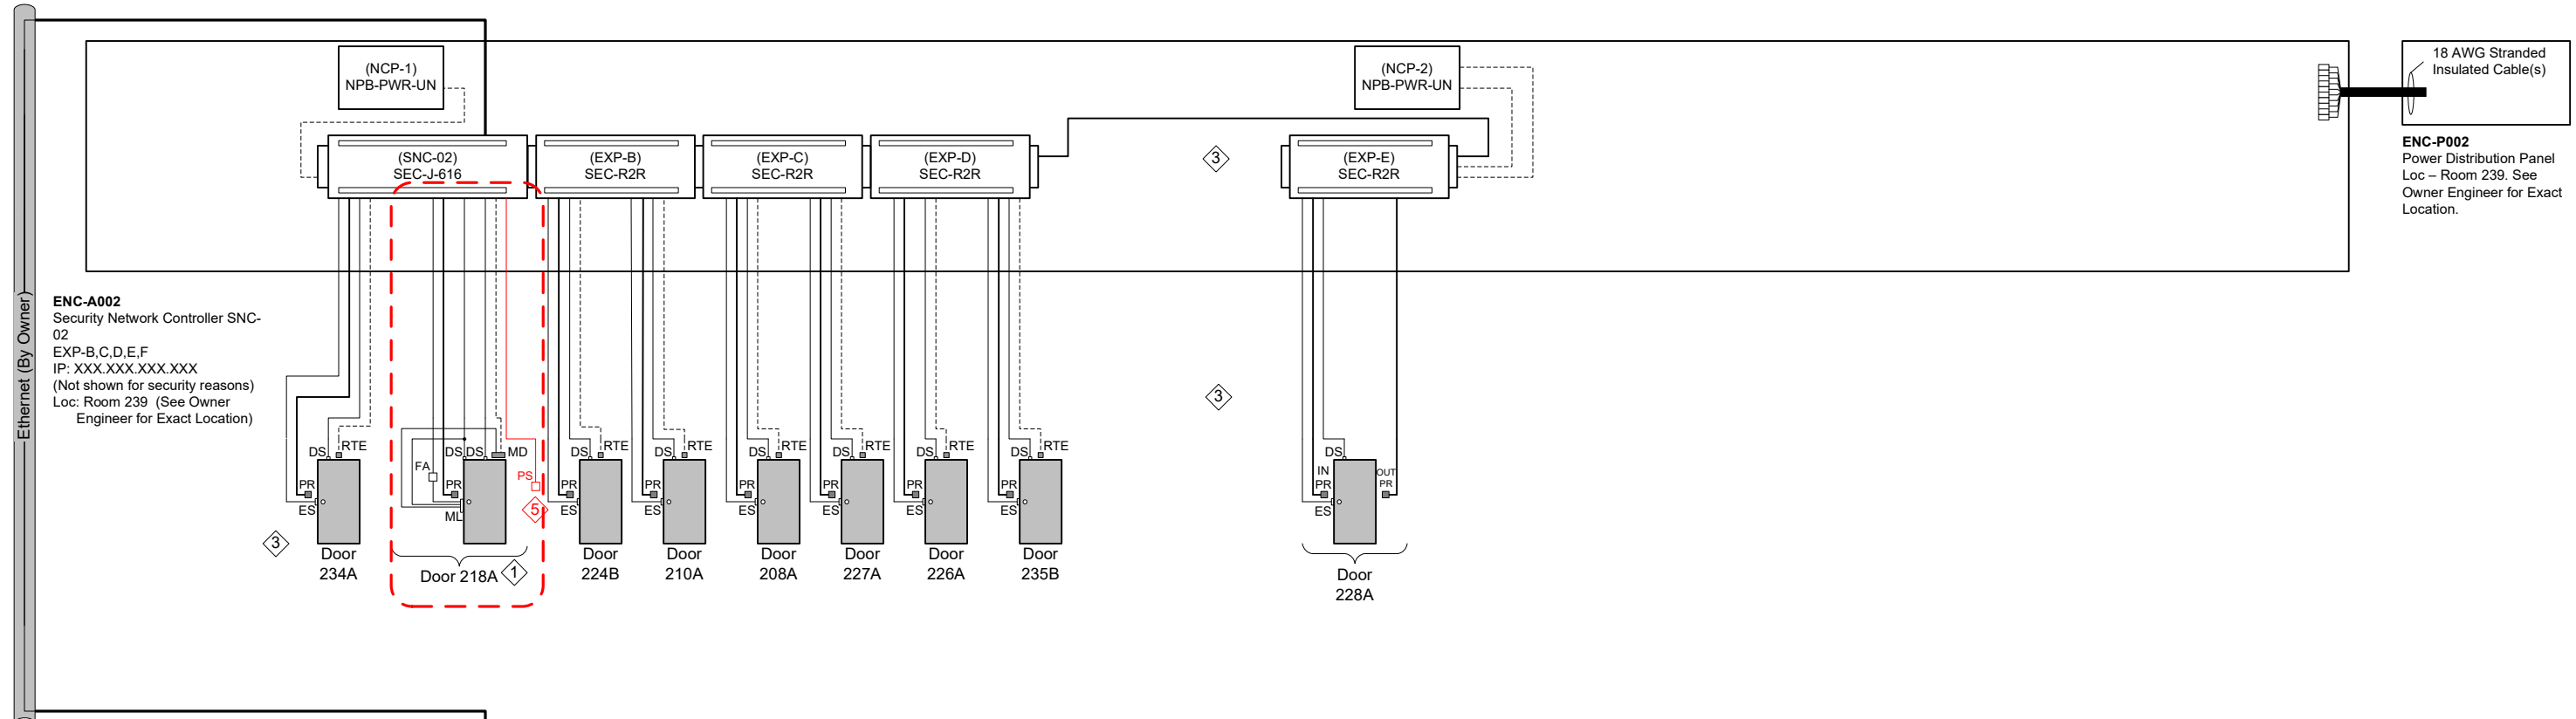 Ethernet (By Owner)
(NCP-1)
NPB-PWR-UN
(NCP-2)
NPB-PWR-UN
18 AWG Stranded
Insulated Cable(s)
ENC-P002
Power Distribution Panel
Loc – Room 239. See
Owner Engineer for Exact
Location.
(SNC-02)
SEC-J-616
(EXP-B)
SEC-R2R
(EXP-C)
SEC-R2R
(EXP-D)
SEC-R2R
3
(EXP-E)
SEC-R2R
ENC-A002
Security Network Controller SNC-
02
EXP-B,C,D,E,F
IP: XXX.XXX.XXX.XXX
(Not shown for security reasons)
Loc: Room 239 (See Owner
Engineer for Exact Location)
3
DS
RTE
PR
ES
3
Door
234A
FA
DS
DS
MD
PR
ML
PS
5
Door 218A
1
DS
RTE
PR
ES
Door
224B
DS
RTE
PR
ES
Door
210A
DS
RTE
PR
ES
Door
208A
DS
RTE
PR
ES
Door
227A
DS
RTE
PR
ES
Door
226A
DS
RTE
PR
ES
Door
235B
DS
IN
PR
ES
OUT
PR
Door
228A